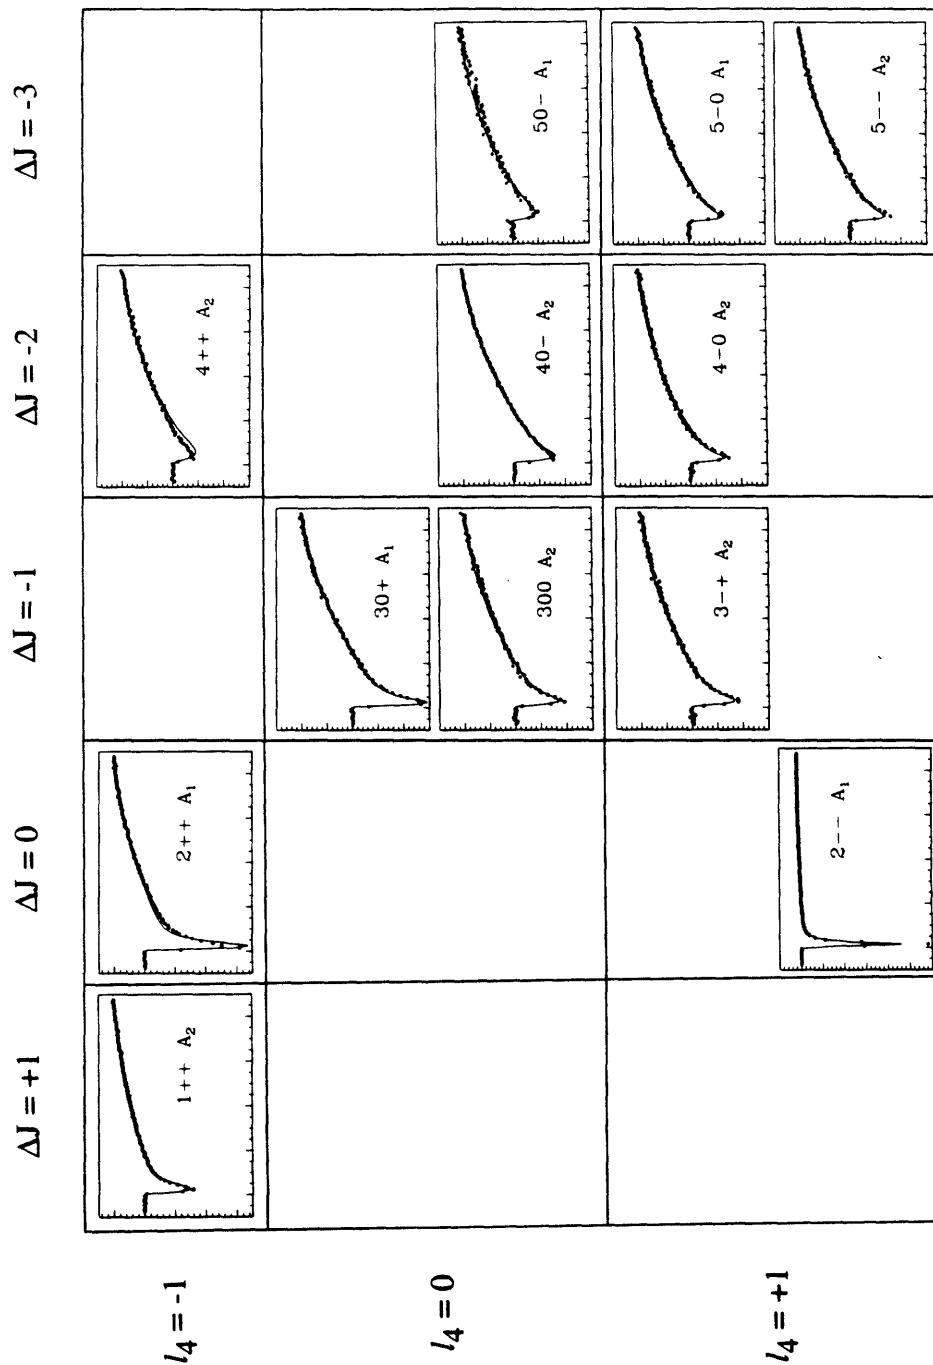 ΔJ = +1 ΔJ = 0 ΔJ = -1 ΔJ = -2 ΔJ = -3
l₄ = -1
1++ A₂
2++ A₁
4++ A₂
l₄ = 0
30+ A₁
300 A₂
40- A₂
50- A₁
l₄ = +1
2-- A₁
3-+ A₂
4-0 A₂
5-0 A₁
5-- A₂